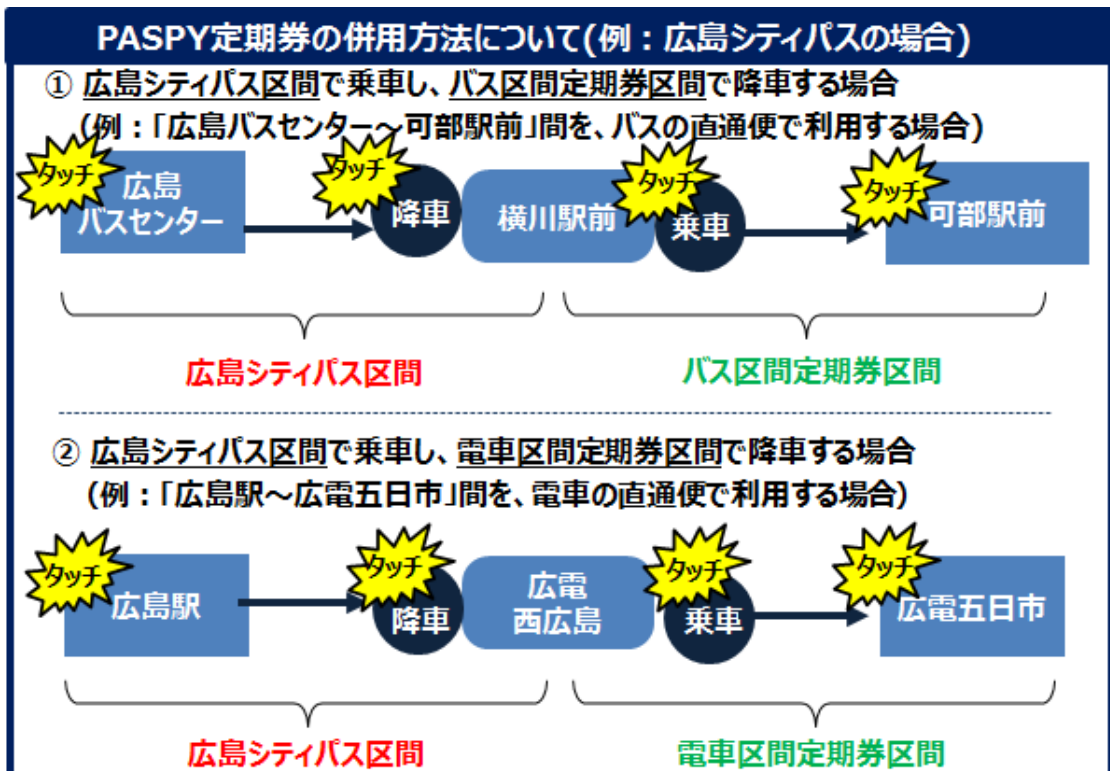 PASPY定期券の併用方法について(例：広島シティパスの場合)
① 広島シティパス区間で乗車し、バス区間定期券区間で降車する場合
(例：「広島バスセンター～可部駅前」間を、バスの直通便で利用する場合)
タッチ
広島
バスセンター
タッチ
降車
横川駅前
タッチ
乗車
タッチ
可部駅前
広島シティパス区間
バス区間定期券区間
② 広島シティパス区間で乗車し、電車区間定期券区間で降車する場合
(例：「広島駅～広電五日市」間を、電車の直通便で利用する場合)
タッチ
広島駅
タッチ
降車
広電
西広島
タッチ
乗車
タッチ
広電五日市
広島シティパス区間
電車区間定期券区間